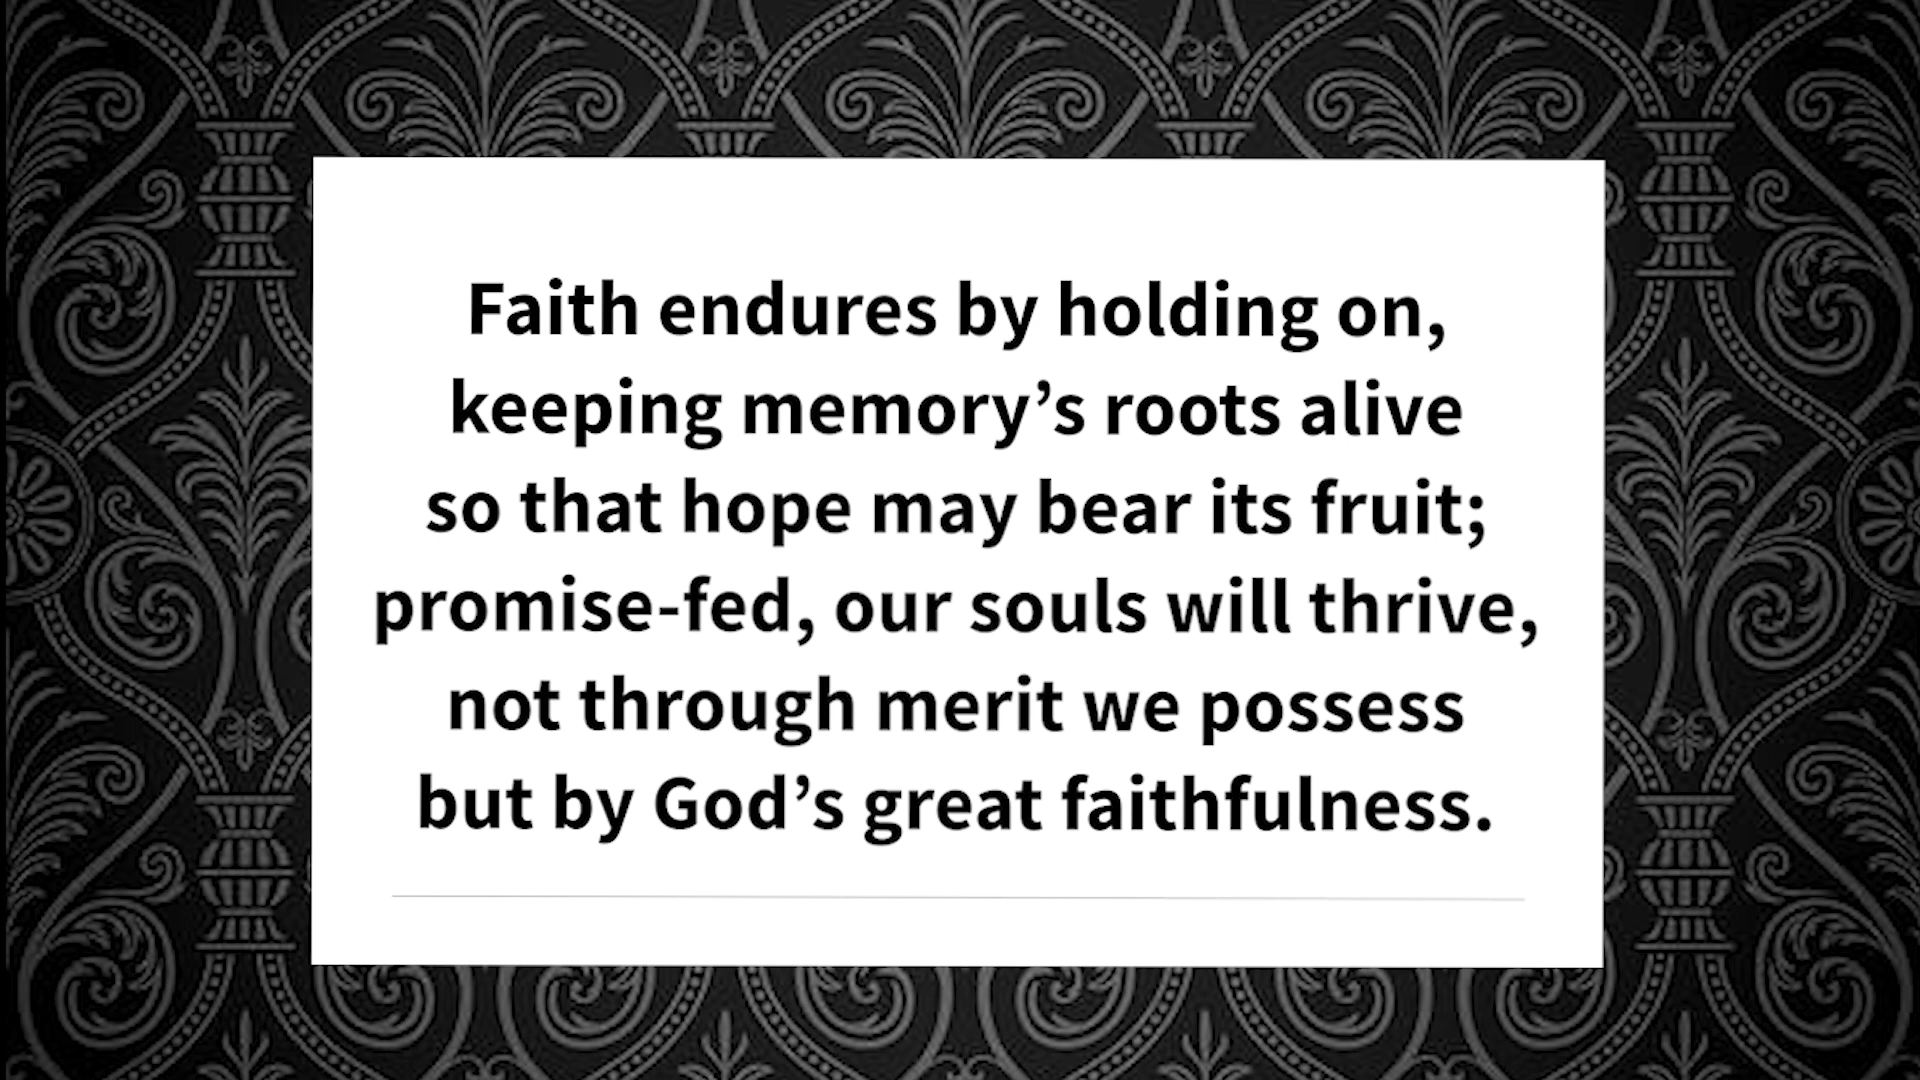 Faith endures by holding on,
keeping memory’s roots alive
so that hope may bear its fruit;
promise-fed, our souls will thrive,
not through merit we possess
but by God’s great faithfulness.